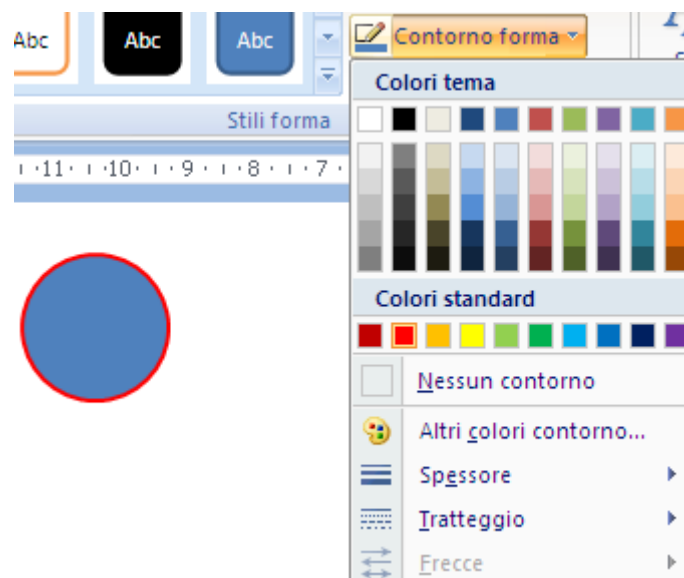 Abc Abc Abc Contorno forma
Colori tema
Stili forma
11 10 9 8 7
Colori standard
Nessun contorno
Altri colori contorno...
Spessore
Tratteggio
Frecce